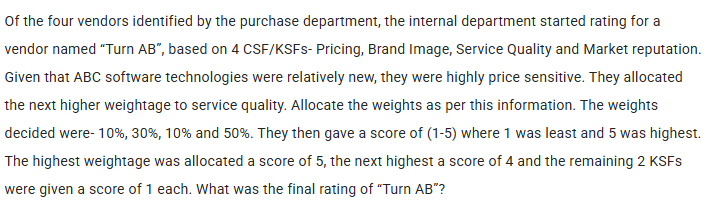 Of the four vendors identified by the purchase department, the internal department started rating for a
vendor named “Turn AB”, based on 4 CSF/KSFs- Pricing, Brand Image, Service Quality and Market reputation.
Given that ABC software technologies were relatively new, they were highly price sensitive. They allocated
the next higher weightage to service quality. Allocate the weights as per this information. The weights
decided were- 10%, 30%, 10% and 50%. They then gave a score of (1-5) where 1 was least and 5 was highest.
The highest weightage was allocated a score of 5, the next highest a score of 4 and the remaining 2 KSFs
were given a score of 1 each. What was the final rating of “Turn AB”?